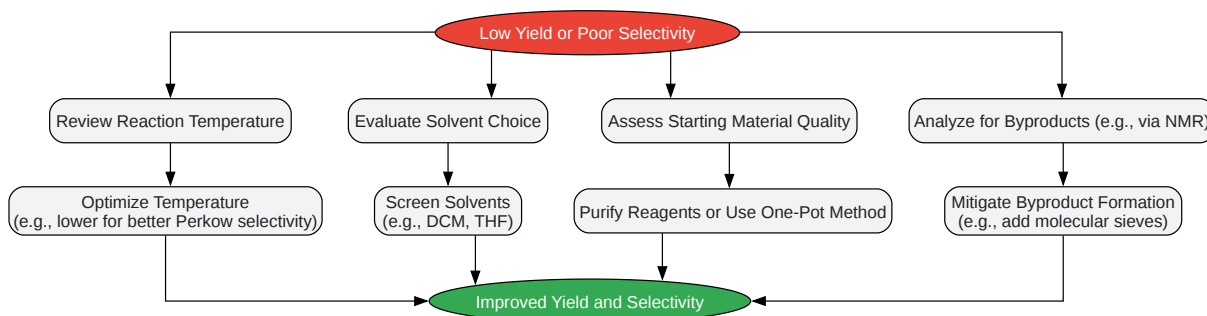 Low Yield or Poor Selectivity
Review Reaction Temperature
Evaluate Solvent Choice
Assess Starting Material Quality
Analyze for Byproducts (e.g., via NMR)
Optimize Temperature
(e.g., lower for better Perkow selectivity)
Screen Solvents
(e.g., DCM, THF)
Purify Reagents or Use One-Pot Method
Mitigate Byproduct Formation
(e.g., add molecular sieves)
Improved Yield and Selectivity